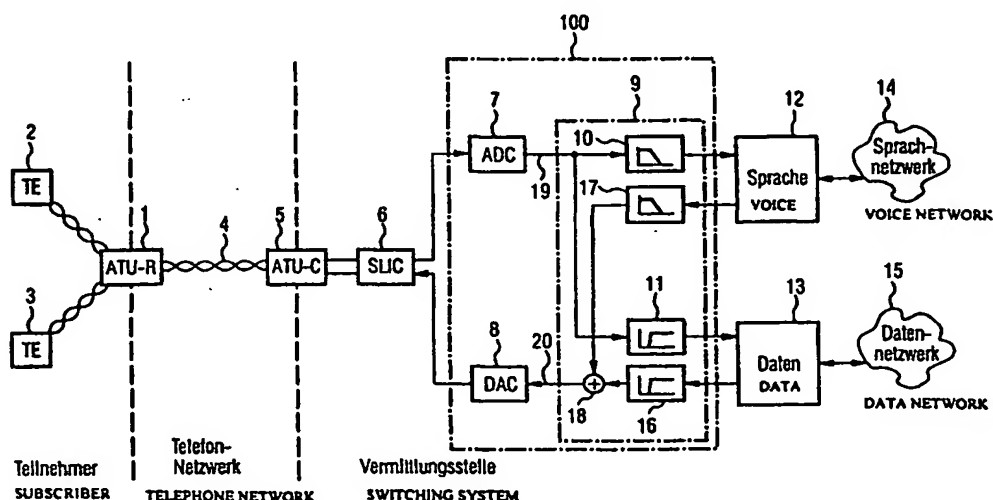 100
7
9
12
14
2
ADC
10
Sprach-
netzwerk
TE
19
17
Sprache
VOICE
VOICE NETWORK
1
4
5
6
ATU-R
ATU-C
SLIC
3
11
13
15
8
TE
20
Daten-
netzwerk
DAC
Daten
DATA
18
16
DATA NETWORK
Teilnehmer
SUBSCRIBER
Telefon-
Netzwerk
TELEPHONE NETWORK
Vermittlungsstelle
SWITCHING SYSTEM